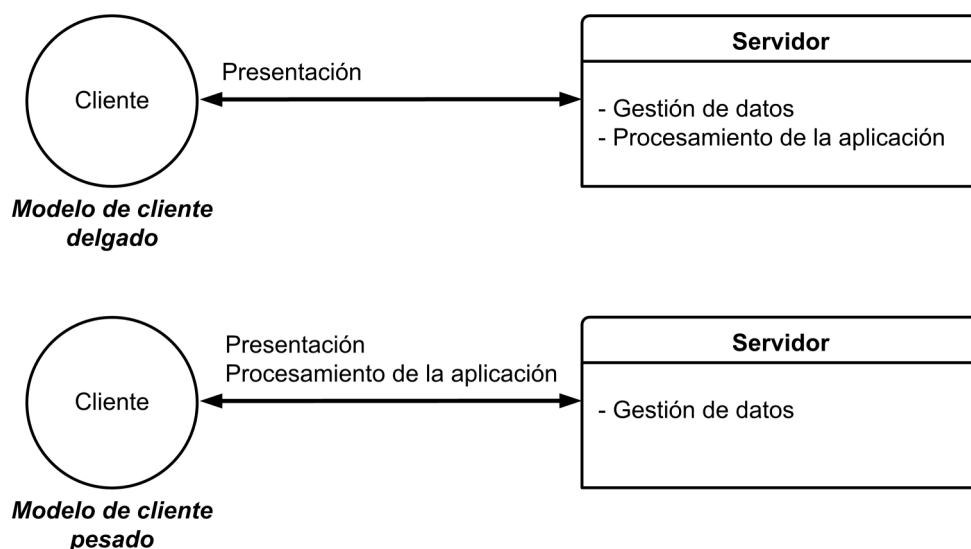 Servidor
Presentación
Cliente
- Gestión de datos
- Procesamiento de la aplicación
Modelo de cliente
delgado
Servidor
Presentación
Procesamiento de la aplicación
Cliente
- Gestión de datos
Modelo de cliente
pesado